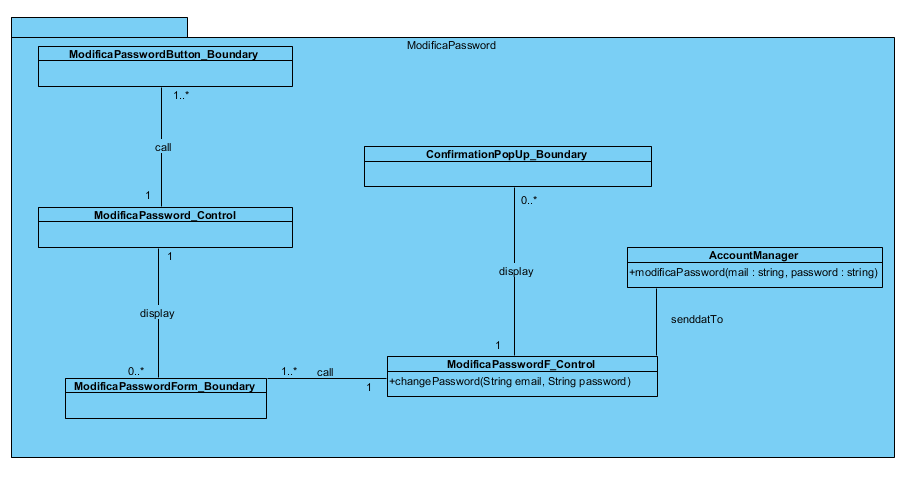 ModificaPassword
ModificaPasswordButton_Boundary
1..*
call
1
ModificaPassword_Control
1
display
0..*
ModificaPasswordForm_Boundary
1..*
call
1
ConfirmationPopUp_Boundary
0..*
display
1
ModificaPasswordF_Control
+changePassword(String email, String password)
AccountManager
+modificaPassword(mail : string, password : string)
senddatTo